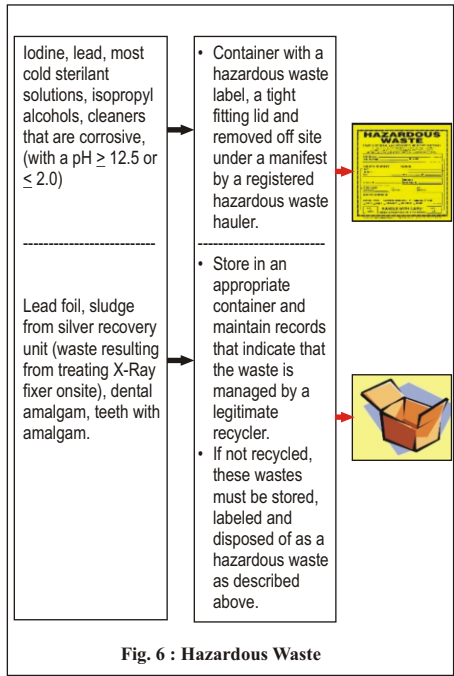 Iodine, lead, most
cold sterilant
solutions, isopropyl
alcohols, cleaners
that are corrosive,
(with a pH ≥ 12.5 or
≤ 2.0)
--------------------------
Lead foil, sludge
from silver recovery
unit (waste resulting
from treating X-Ray
fixer onsite), dental
amalgam, teeth with
amalgam.
• Container with a
hazardous waste
label, a tight
fitting lid and
removed off site
under a manifest
by a registered
hazardous waste
hauler.
-------------------------
• Store in an
appropriate
container and
maintain records
that indicate that
the waste is
managed by a
legitimate
recycler.
• If not recycled,
these wastes
must be stored,
labeled and
disposed of as a
hazardous waste
as described
above.
HAZARDOUS
WASTE
Fig. 6 : Hazardous Waste